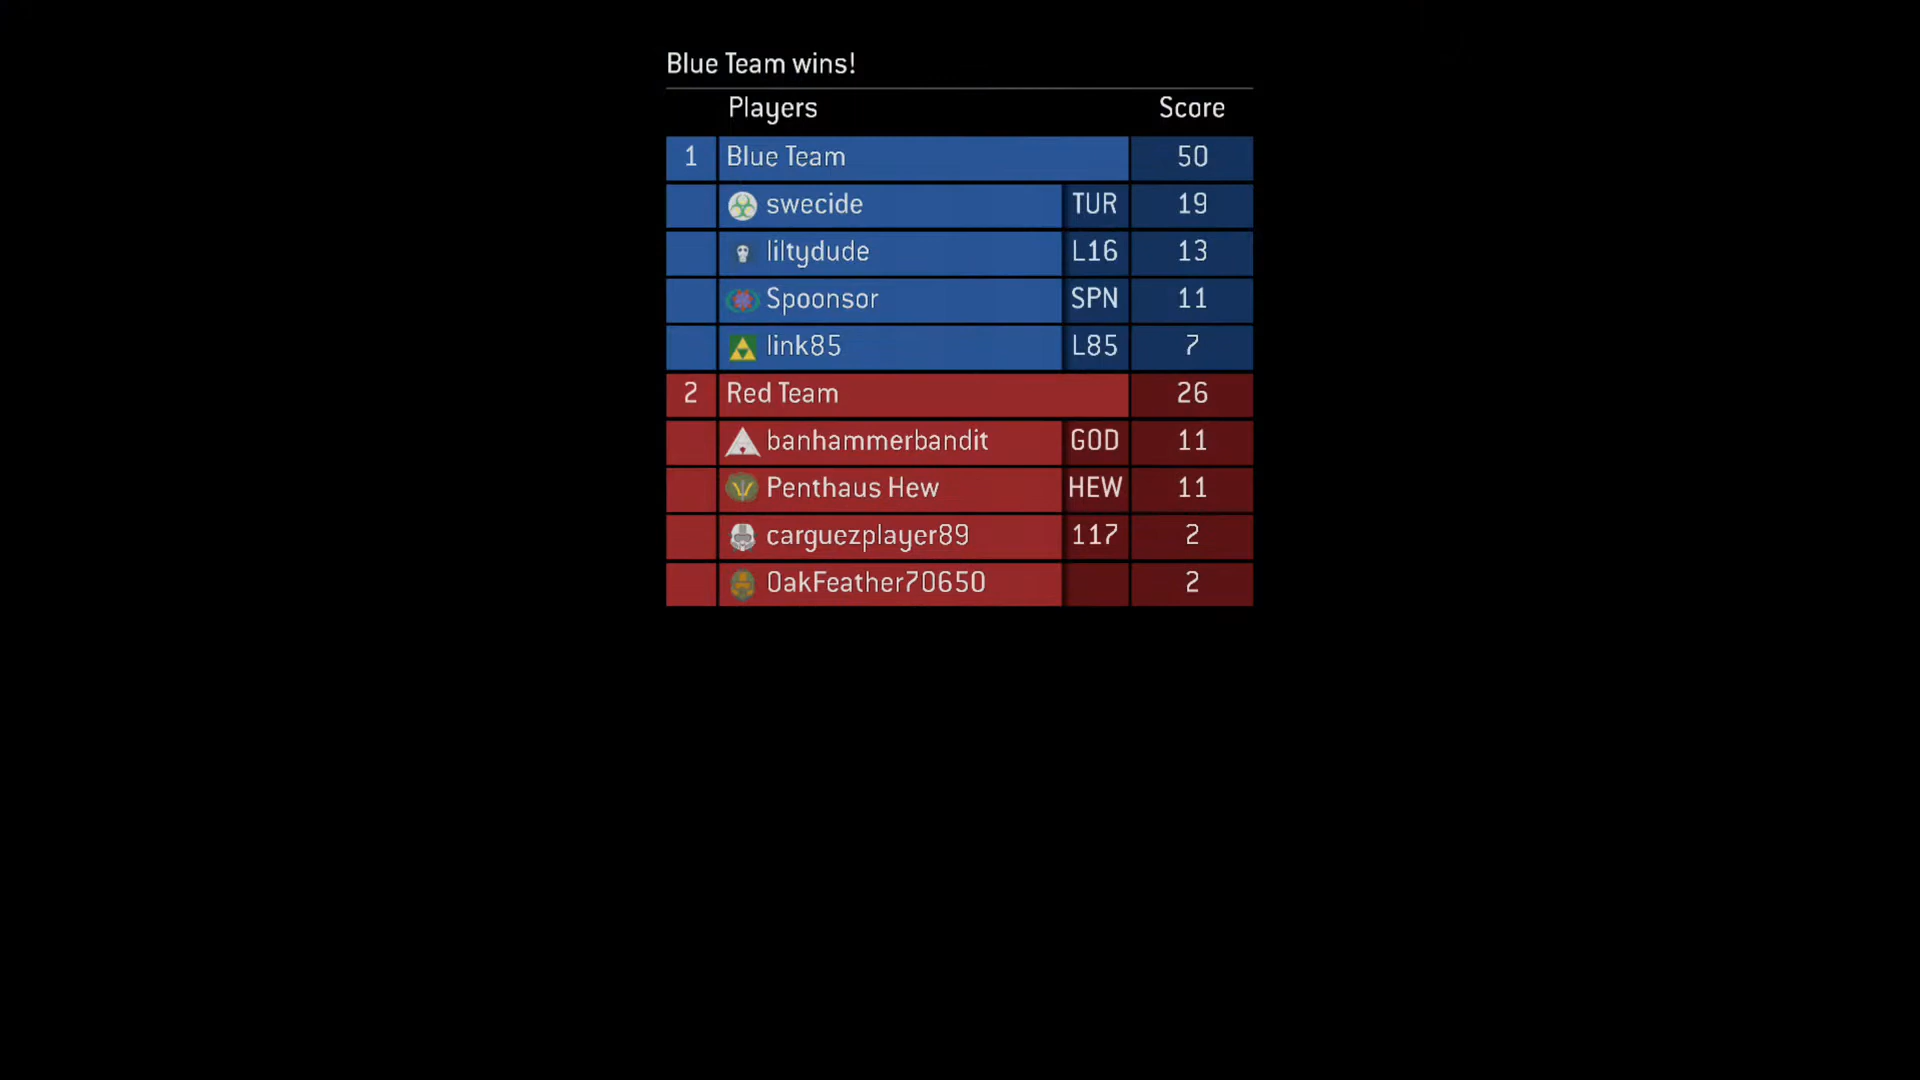 Blue Team wins!
Players Score
1 Blue Team 50
swecide TUR 19
liltydude L16 13
Spoonsor SPN 11
link85 L85 7
2 Red Team 26
banhammerbandit GOD 11
Penthaus Hew HEW 11
carguezplayer89 117 2
OakFeather70650 2